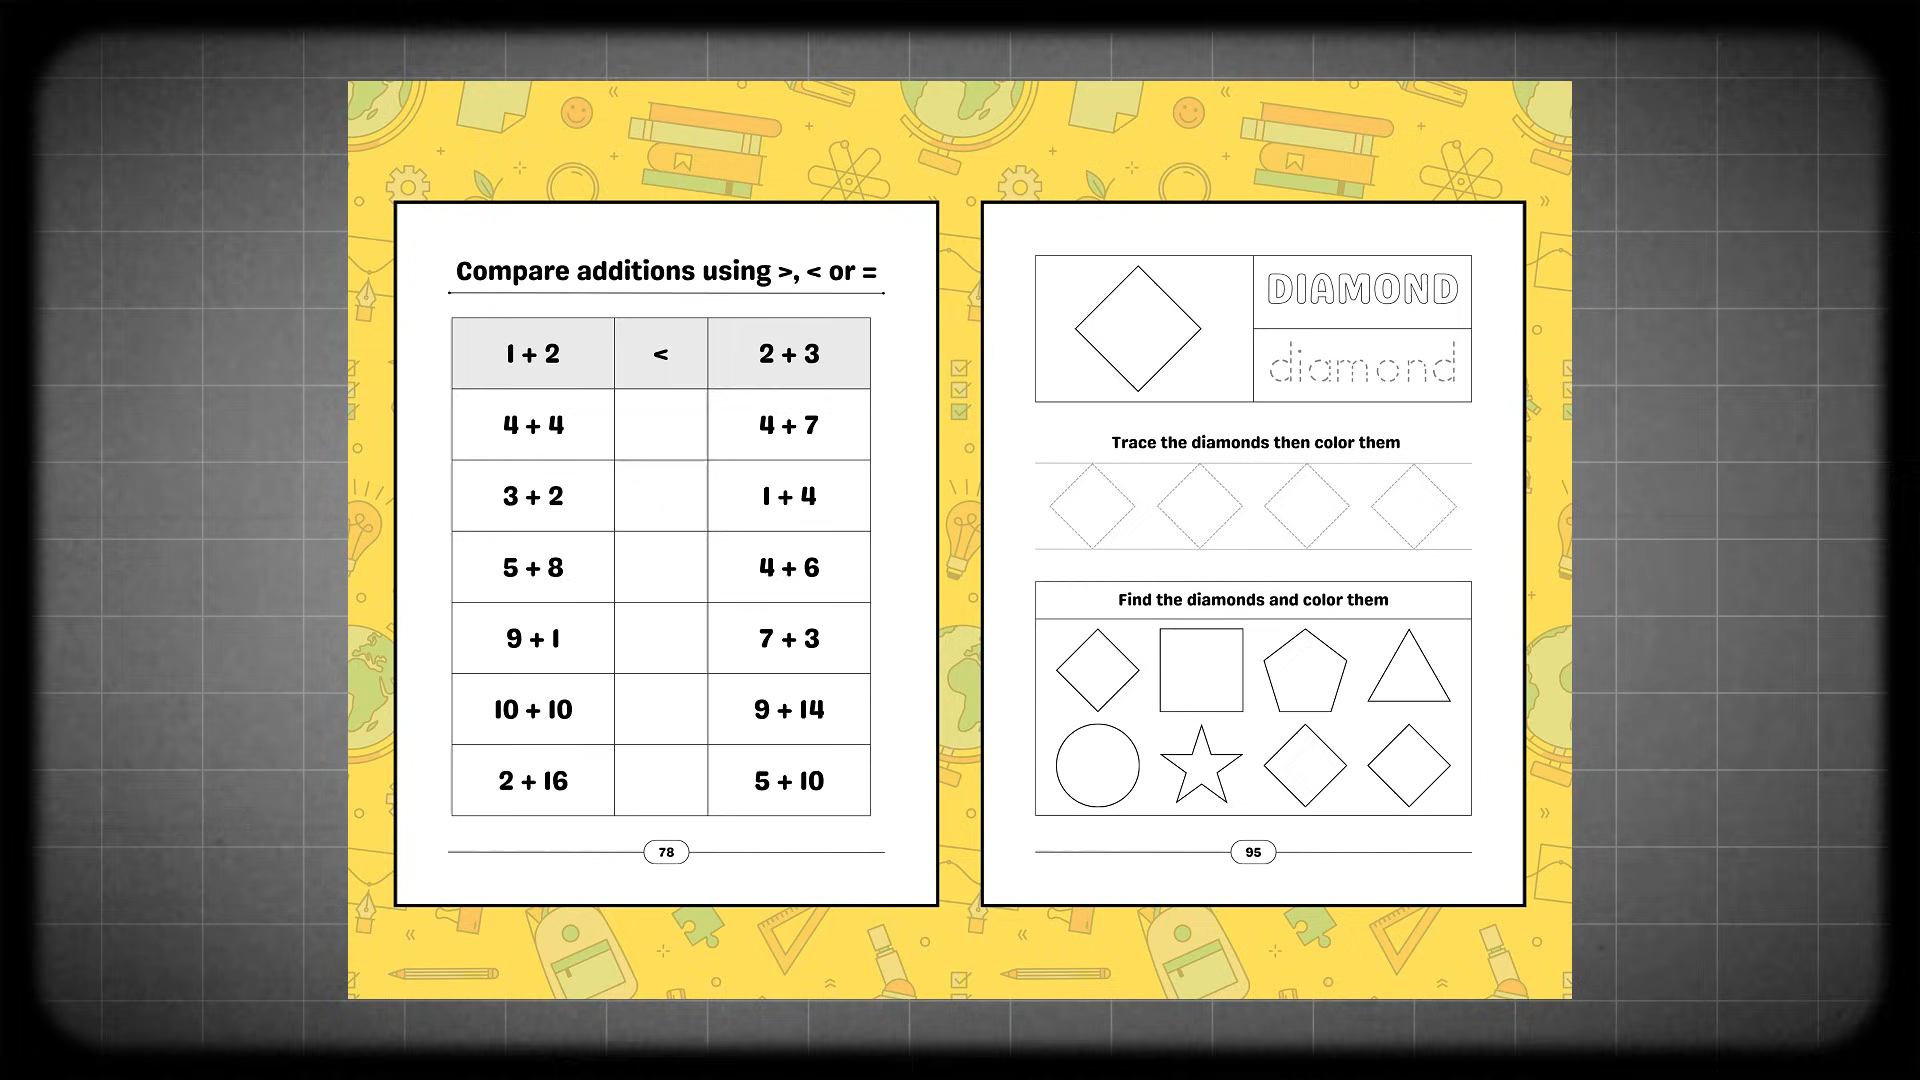 Compare additions using >, < or =
1 + 2 < 2 + 3
4 + 4 4 + 7
3 + 2 1 + 4
5 + 8 4 + 6
9 + 1 7 + 3
10 + 10 9 + 14
2 + 16 5 + 10
78
DIAMOND
diamond
Trace the diamonds then color them
Find the diamonds and color them
95